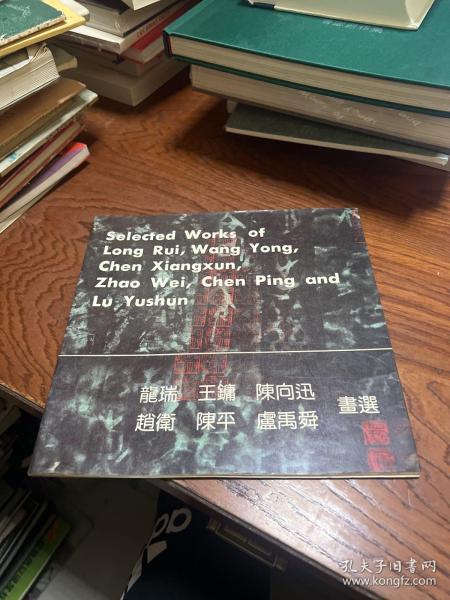 Selected Works of
Long Rui, Wang Yong,
Chen Xiangxun,
Zhao Wei, Chen Ping and
Lu Yushun
龍瑞 王鏞 陳向迅
趙衛 陳平 盧禹舜 畫選
孔夫子旧书网
www.kongfz.com